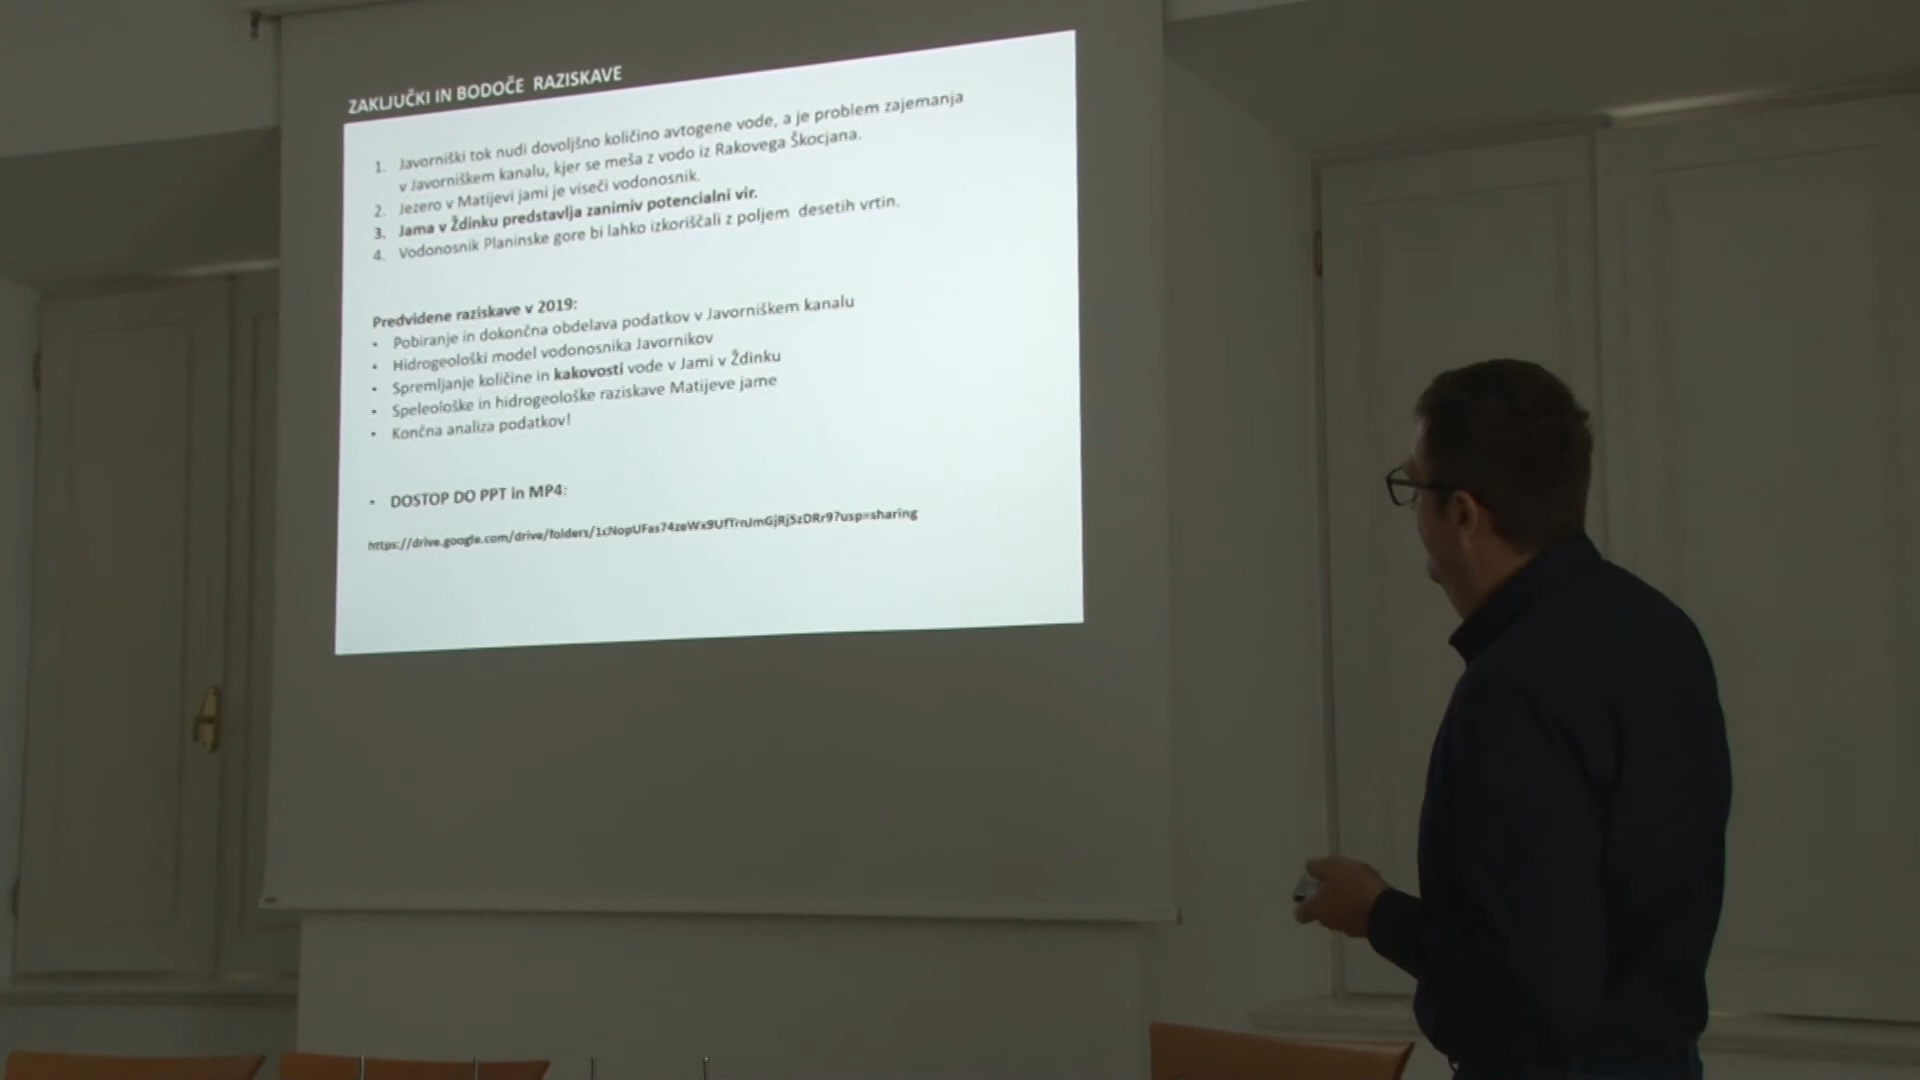 ZAKLJUČKI IN BODOČE RAZISKAVE
1. Javorniški tok nudi dovoljšno količino avtogene vode, a je problem zajemanja
v Javorniškem kanalu, kjer se meša z vodo iz Rakovega Škocjana.
2. Jezero v Matijevi jami je viseči vodonosnik.
3. Jama v Ždinku predstavlja zanimiv potencialni vir.
4. Vodonosnik Planinske gore bi lahko izkoriščali z poljem desetih vrtin.
Predvidene raziskave v 2019:
• Pobiranje in dokončna obdelava podatkov v Javorniškem kanalu
• Hidrogeološki model vodonosnika Javornikov
• Spremljanje količine in kakovosti vode v Jami v Ždinku
• Speleološke in hidrogeološke raziskave Matijeve jame
• Končna analiza podatkov!
• DOSTOP DO PPT in MP4: